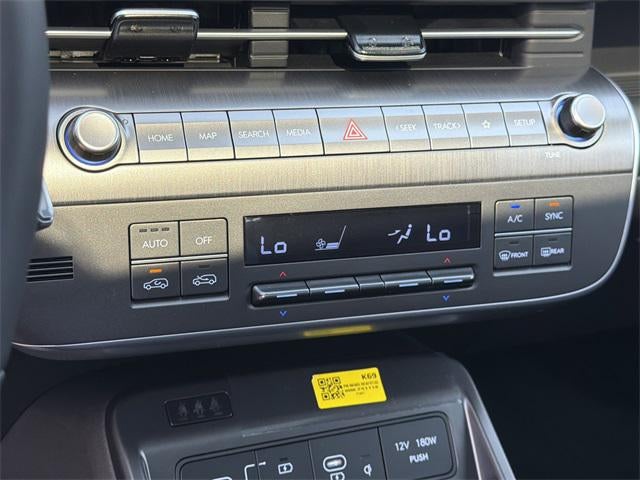 HOME MAP SEARCH MEDIA < SEEK TRACK > ☆ SETUP
TUNE
AUTO OFF
Lo Lo
A/C SYNC
FRONT REAR
K69
12V 180W
PUSH